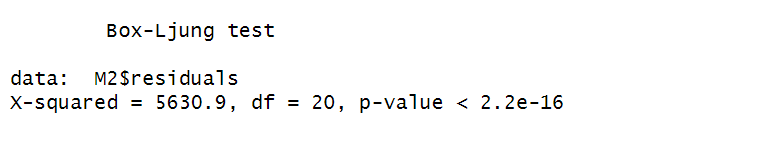 Box-Ljung test
data:  M2$residuals
X-squared = 5630.9, df = 20, p-value < 2.2e-16